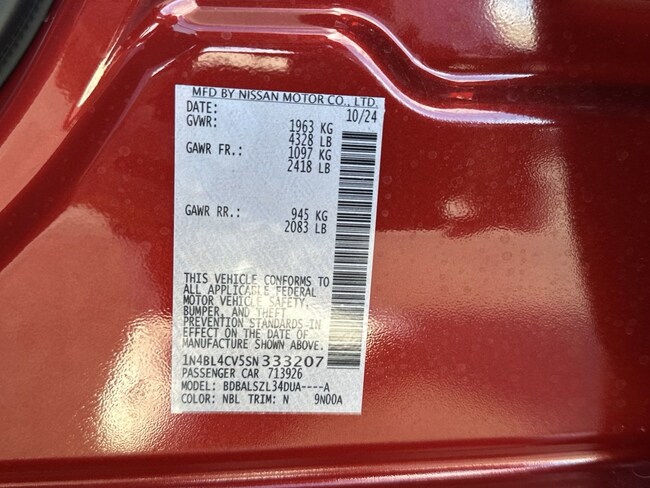 MFD BY NISSAN MOTOR CO., LTD.
DATE: 10/24
GVWR: 1963 KG
4328 LB
GAWR FR.: 1097 KG
2418 LB
GAWR RR.: 945 KG
2083 LB
THIS VEHICLE CONFORMS TO
ALL APPLICABLE FEDERAL
MOTOR VEHICLE SAFETY,
BUMPER, AND THEFT
PREVENTION STANDARDS IN
EFFECT ON THE DATE OF
MANUFACTURE SHOWN ABOVE.
1N4BL4CV5SN333207
PASSENGER CAR 713926
MODEL: BDBALSZL34DUA----A
COLOR: NBL TRIM: N 9N00A